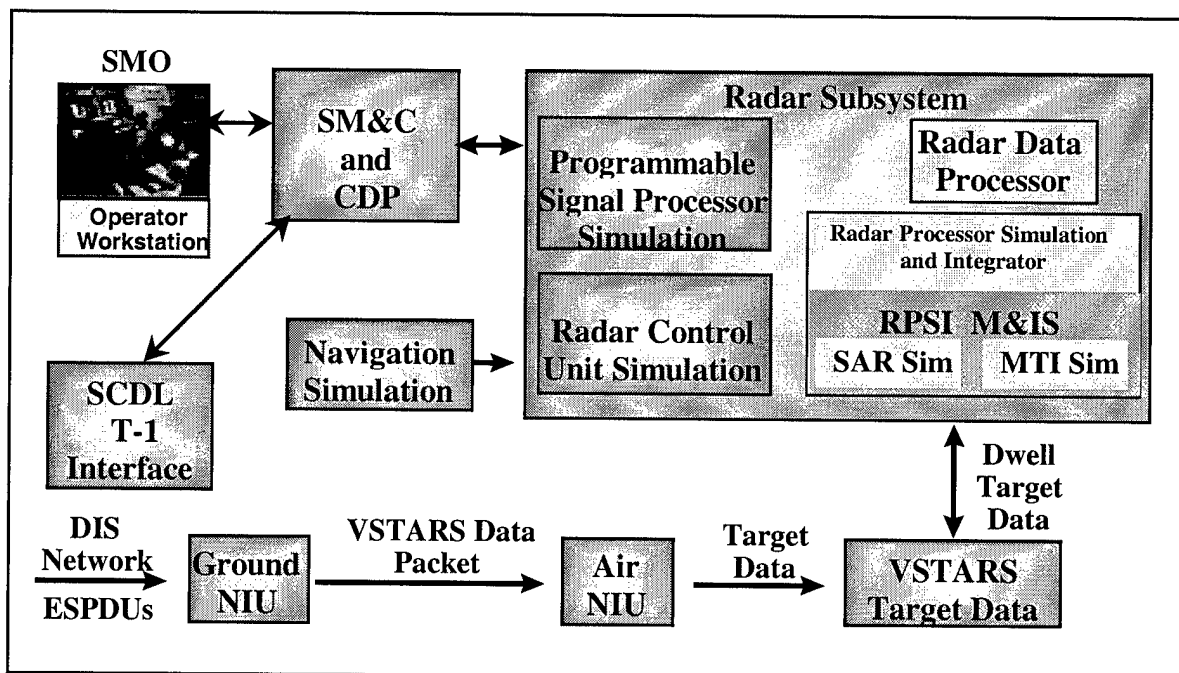 SMO
Operator
Workstation
SM&C
and
CDP
Radar Subsystem
Programmable
Signal Processor
Simulation
Radar Data
Processor
Radar Processor Simulation
and Integrator
RPSI M&IS
SAR Sim
MTI Sim
Radar Control
Unit Simulation
Navigation
Simulation
SCDL
T-1
Interface
Dwell
Target
Data
DIS
Network
ESPDUs
Ground
NIU
VSTARS Data
Packet
Air
NIU
Target
Data
VSTARS
Target Data